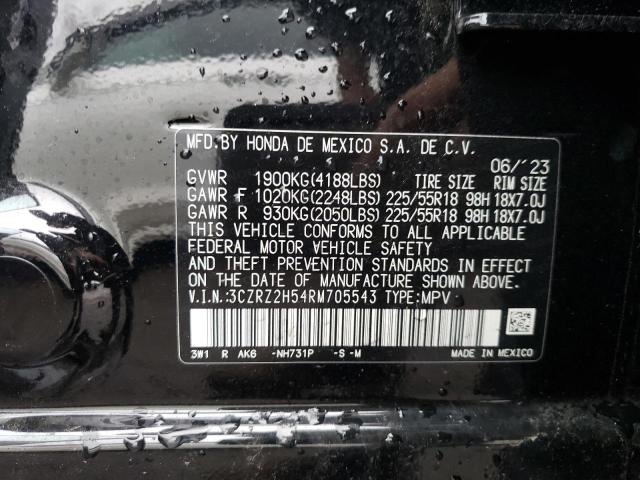 MFD.BY HONDA DE MEXICO S.A. DE C.V.
06/´23
GVWR 1900KG(4188LBS) TIRE SIZE RIM SIZE
GAWR F 1020KG(2248LBS) 225/55R18 98H 18X7.0J
GAWR R 930KG(2050LBS) 225/55R18 98H 18X7.0J
THIS VEHICLE CONFORMS TO ALL APPLICABLE
FEDERAL MOTOR VEHICLE SAFETY
AND THEFT PREVENTION STANDARDS IN EFFECT
ON THE DATE OF MANUFACTURE SHOWN ABOVE.
V.I.N.:3CZRZ2H54RM705543 TYPE:MPV
3W1 R AK6 -NH731P -S-M MADE IN MEXICO